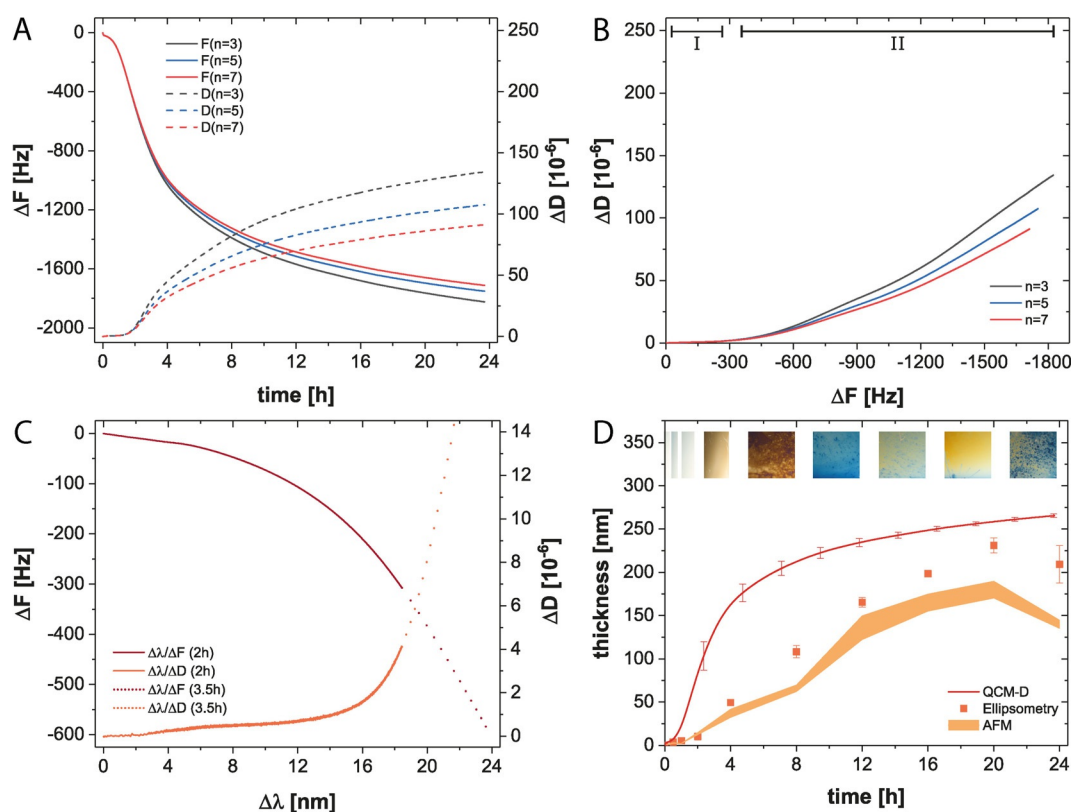 A
F(n=3)
F(n=5)
F(n=7)
D(n=3)
D(n=5)
D(n=7)
0
-400
-800
-1200
-1600
-2000
ΔF [Hz]
250
200
150
100
50
0
ΔD [10⁻⁶]
0 4 8 12 16 20 24
time [h]
B
I II
250
200
150
100
50
0
ΔD [10⁻⁶]
n=3
n=5
n=7
0 -300 -600 -900 -1200 -1500 -1800
ΔF [Hz]
C
0
-100
-200
-300
-400
-500
-600
ΔF [Hz]
Δλ/ΔF (2h)
Δλ/ΔD (2h)
Δλ/ΔF (3.5h)
Δλ/ΔD (3.5h)
14
12
10
8
6
4
2
0
ΔD [10⁻⁶]
0 4 8 12 16 20 24
Δλ [nm]
D
350
300
250
200
150
100
50
0
thickness [nm]
QCM-D
Ellipsometry
AFM
0 4 8 12 16 20 24
time [h]